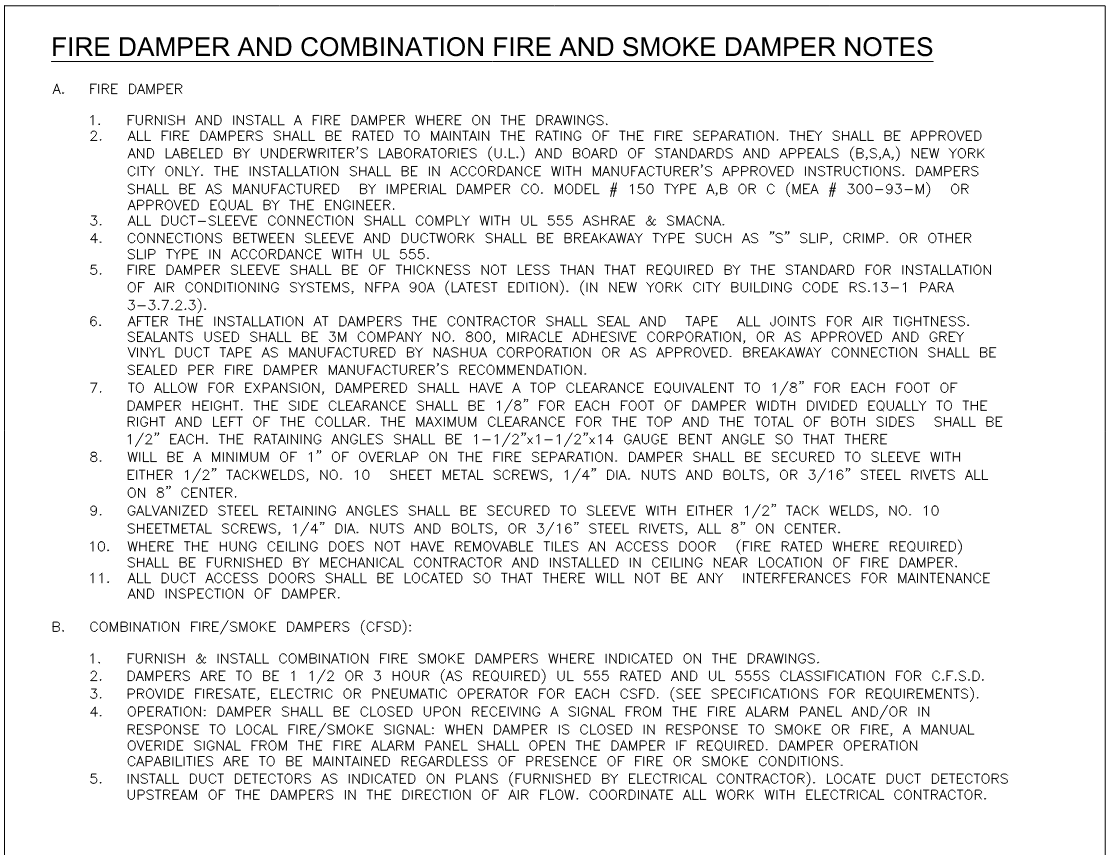 FIRE DAMPER AND COMBINATION FIRE AND SMOKE DAMPER NOTES
A. FIRE DAMPER
1. FURNISH AND INSTALL A FIRE DAMPER WHERE ON THE DRAWINGS.
2. ALL FIRE DAMPERS SHALL BE RATED TO MAINTAIN THE RATING OF THE FIRE SEPARATION. THEY SHALL BE APPROVED
AND LABELED BY UNDERWRITER'S LABORATORIES (U.L.) AND BOARD OF STANDARDS AND APPEALS (B,S,A,) NEW YORK
CITY ONLY. THE INSTALLATION SHALL BE IN ACCORDANCE WITH MANUFACTURER'S APPROVED INSTRUCTIONS. DAMPERS
SHALL BE AS MANUFACTURED BY IMPERIAL DAMPER CO. MODEL # 150 TYPE A,B OR C (MEA # 300-93-M) OR
APPROVED EQUAL BY THE ENGINEER.
3. ALL DUCT-SLEEVE CONNECTION SHALL COMPLY WITH UL 555 ASHRAE & SMACNA.
4. CONNECTIONS BETWEEN SLEEVE AND DUCTWORK SHALL BE BREAKAWAY TYPE SUCH AS "S" SLIP, CRIMP. OR OTHER
SLIP TYPE IN ACCORDANCE WITH UL 555.
5. FIRE DAMPER SLEEVE SHALL BE OF THICKNESS NOT LESS THAN THAT REQUIRED BY THE STANDARD FOR INSTALLATION
OF AIR CONDITIONING SYSTEMS, NFPA 90A (LATEST EDITION). (IN NEW YORK CITY BUILDING CODE RS.13-1 PARA
3-3.7.2.3).
6. AFTER THE INSTALLATION AT DAMPERS THE CONTRACTOR SHALL SEAL AND TAPE ALL JOINTS FOR AIR TIGHTNESS.
SEALANTS USED SHALL BE 3M COMPANY NO. 800, MIRACLE ADHESIVE CORPORATION, OR AS APPROVED AND GREY
VINYL DUCT TAPE AS MANUFACTURED BY NASHUA CORPORATION OR AS APPROVED. BREAKAWAY CONNECTION SHALL BE
SEALED PER FIRE DAMPER MANUFACTURER'S RECOMMENDATION.
7. TO ALLOW FOR EXPANSION, DAMPERED SHALL HAVE A TOP CLEARANCE EQUIVALENT TO 1/8" FOR EACH FOOT OF
DAMPER HEIGHT. THE SIDE CLEARANCE SHALL BE 1/8" FOR EACH FOOT OF DAMPER WIDTH DIVIDED EQUALLY TO THE
RIGHT AND LEFT OF THE COLLAR. THE MAXIMUM CLEARANCE FOR THE TOP AND THE TOTAL OF BOTH SIDES SHALL BE
1/2" EACH. THE RATAINING ANGLES SHALL BE 1-1/2"x1-1/2"x14 GAUGE BENT ANGLE SO THAT THERE
8. WILL BE A MINIMUM OF 1" OF OVERLAP ON THE FIRE SEPARATION. DAMPER SHALL BE SECURED TO SLEEVE WITH
EITHER 1/2" TACKWELDS, NO. 10 SHEET METAL SCREWS, 1/4" DIA. NUTS AND BOLTS, OR 3/16" STEEL RIVETS ALL
ON 8" CENTER.
9. GALVANIZED STEEL RETAINING ANGLES SHALL BE SECURED TO SLEEVE WITH EITHER 1/2" TACK WELDS, NO. 10
SHEETMETAL SCREWS, 1/4" DIA. NUTS AND BOLTS, OR 3/16" STEEL RIVETS, ALL 8" ON CENTER.
10. WHERE THE HUNG CEILING DOES NOT HAVE REMOVABLE TILES AN ACCESS DOOR (FIRE RATED WHERE REQUIRED)
SHALL BE FURNISHED BY MECHANICAL CONTRACTOR AND INSTALLED IN CEILING NEAR LOCATION OF FIRE DAMPER.
11. ALL DUCT ACCESS DOORS SHALL BE LOCATED SO THAT THERE WILL NOT BE ANY INTERFERANCES FOR MAINTENANCE
AND INSPECTION OF DAMPER.
B. COMBINATION FIRE/SMOKE DAMPERS (CFSD):
1. FURNISH & INSTALL COMBINATION FIRE SMOKE DAMPERS WHERE INDICATED ON THE DRAWINGS.
2. DAMPERS ARE TO BE 1 1/2 OR 3 HOUR (AS REQUIRED) UL 555 RATED AND UL 555S CLASSIFICATION FOR C.F.S.D.
3. PROVIDE FIRESATE, ELECTRIC OR PNEUMATIC OPERATOR FOR EACH CSFD. (SEE SPECIFICATIONS FOR REQUIREMENTS).
4. OPERATION: DAMPER SHALL BE CLOSED UPON RECEIVING A SIGNAL FROM THE FIRE ALARM PANEL AND/OR IN
RESPONSE TO LOCAL FIRE/SMOKE SIGNAL: WHEN DAMPER IS CLOSED IN RESPONSE TO SMOKE OR FIRE, A MANUAL
OVERIDE SIGNAL FROM THE FIRE ALARM PANEL SHALL OPEN THE DAMPER IF REQUIRED. DAMPER OPERATION
CAPABILITIES ARE TO BE MAINTAINED REGARDLESS OF PRESENCE OF FIRE OR SMOKE CONDITIONS.
5. INSTALL DUCT DETECTORS AS INDICATED ON PLANS (FURNISHED BY ELECTRICAL CONTRACTOR). LOCATE DUCT DETECTORS
UPSTREAM OF THE DAMPERS IN THE DIRECTION OF AIR FLOW. COORDINATE ALL WORK WITH ELECTRICAL CONTRACTOR.